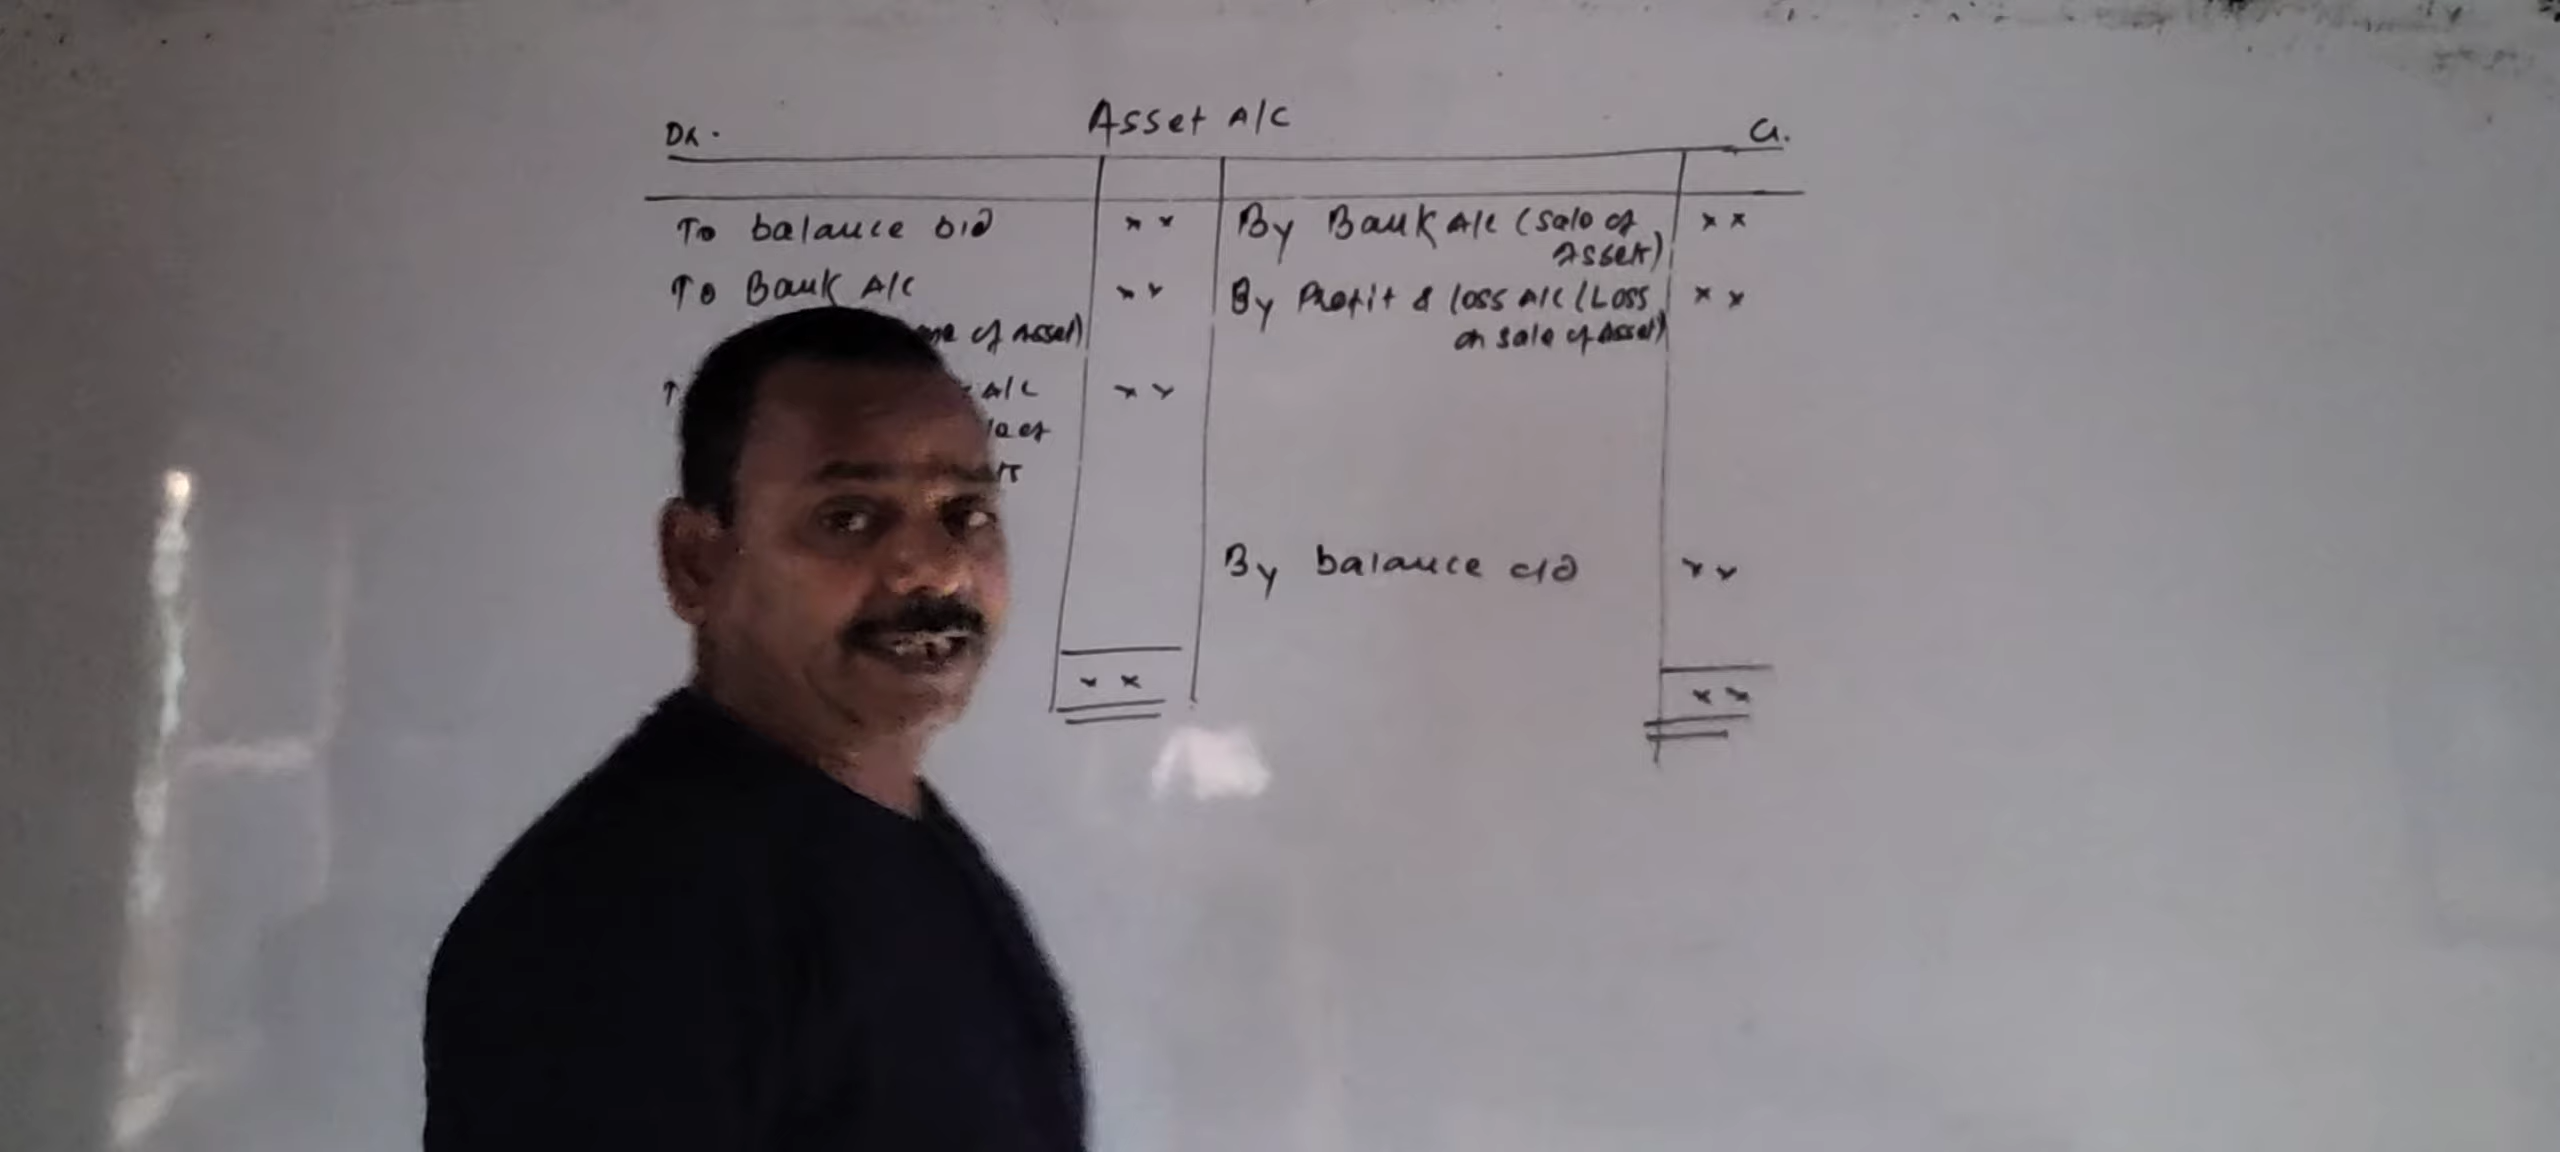 Asset A/C
Dr. Cr.
To balance b/d xx By Bank A/c (Sale of
Asset)
xx
To Bank A/C xx By Profit & loss A/c (Loss
on sale of Asset)
xx
of Asset)
A/C xx
of
By balance c/d xx
xx xx